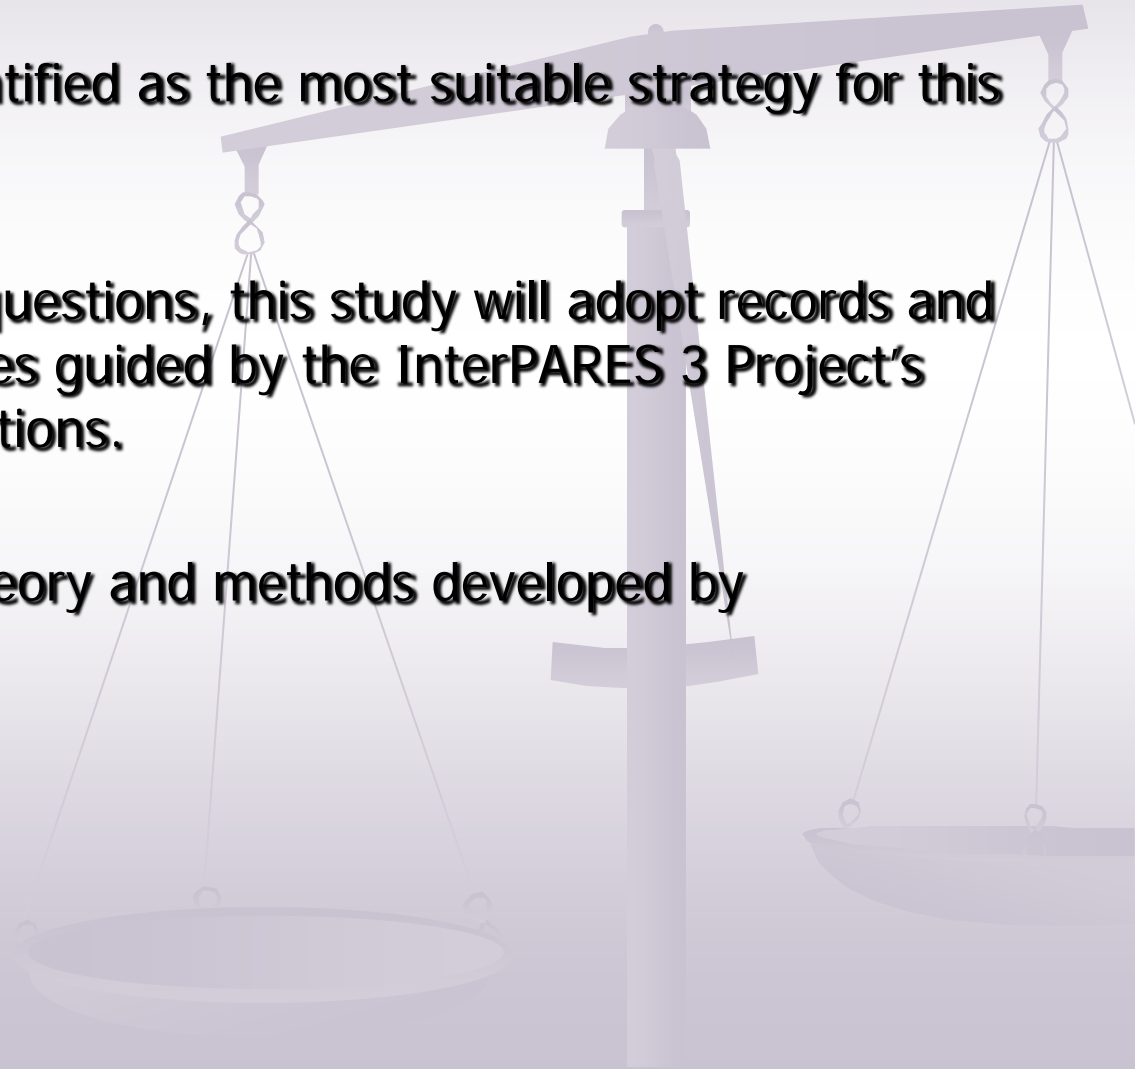 tified as the most suitable strategy for this
uestions, this study will adopt records and
es guided by the InterPARES 3 Project's
tions.
eory and methods developed by